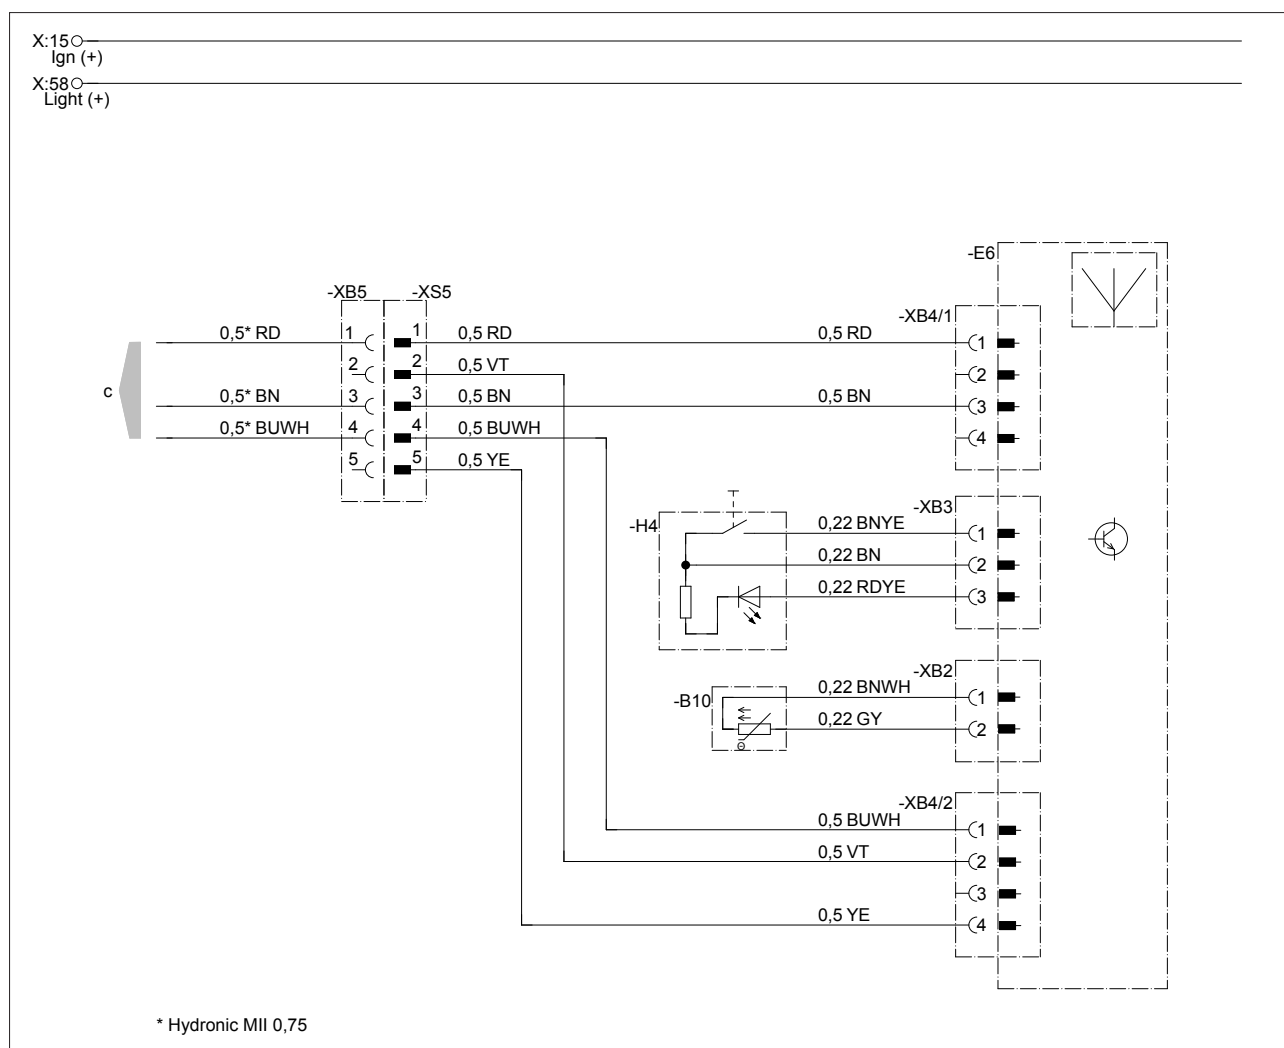 X:15
Ign (+)
X:58
Light (+)
-E6
-XB5 -XS5
-XB4/1
0,5* RD 1 1 0,5 RD 0,5 RD 1
2 2 0,5 VT 2
c
0,5* BN 3 3 0,5 BN 0,5 BN 3
0,5* BUWH 4 4 0,5 BUWH 4
5 5 0,5 YE
-XB3
-H4 0,22 BNYE 1
0,22 BN 2
0,22 RDYE 3
-XB2
-B10 0,22 BNWH 1
0,22 GY 2
-XB4/2
0,5 BUWH 1
0,5 VT 2
3
0,5 YE 4
* Hydronic MII 0,75